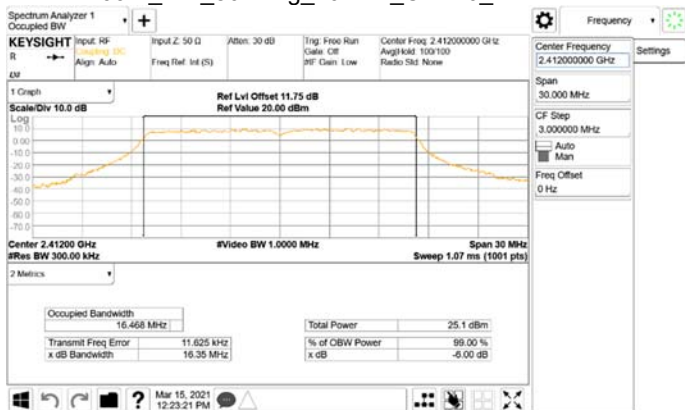 Spectrum Analyzer 1
Occupied BW
+
Frequency
KEYSIGHT
R
Input: RF
Coupling: DC
Align: Auto
Input Z: 50 Ω
Freq Ref: Int (S)
Atten: 30 dB
Trig: Free Run
Gate: Off
#IF Gain: Low
Center Freq: 2.412000000 GHz
Avg|Hold: 100/100
Radio Std: None
Center Frequency
2.412000000 GHz
Settings
Span
30.000 MHz
CF Step
3.000000 MHz
Auto
Man
Freq Offset
0 Hz
1 Graph
Scale/Div 10.0 dB
Ref Lvl Offset 11.75 dB
Ref Value 20.00 dBm
Log
10.0
0.00
-10.0
-20.0
-30.0
-40.0
-50.0
-60.0
-70.0
Center 2.41200 GHz
#Res BW 300.00 kHz
#Video BW 1.0000 MHz
Span 30 MHz
Sweep 1.07 ms (1001 pts)
2 Metrics
Occupied Bandwidth
16.468 MHz
Total Power 25.1 dBm
Transmit Freq Error 11.625 kHz
% of OBW Power 99.00 %
x dB Bandwidth 16.35 MHz
x dB -6.00 dB
?
Mar 15, 2021
12:23:21 PM